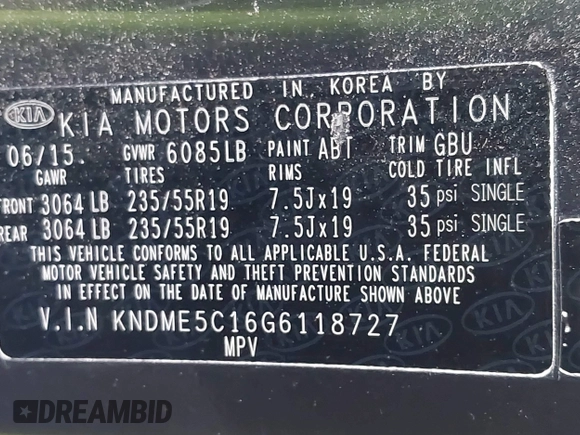 MANUFACTURED IN KOREA BY
KIA KIA MOTORS CORPORATION
06/15 GVWR 6085LB PAINT ABT TRIM GBU
GAWR TIRES RIMS COLD TIRE INFL
FRONT 3064 LB 235/55R19 7.5Jx19 35 psi SINGLE
REAR 3064 LB 235/55R19 7.5Jx19 35 psi SINGLE
THIS VEHICLE CONFORMS TO ALL APPLICABLE U.S.A. FEDERAL
MOTOR VEHICLE SAFETY AND THEFT PREVENTION STANDARDS
IN EFFECT ON THE DATE OF MANUFACTURE SHOWN ABOVE
V.I.N KNDME5C16G6118727
MPV
DREAMBID